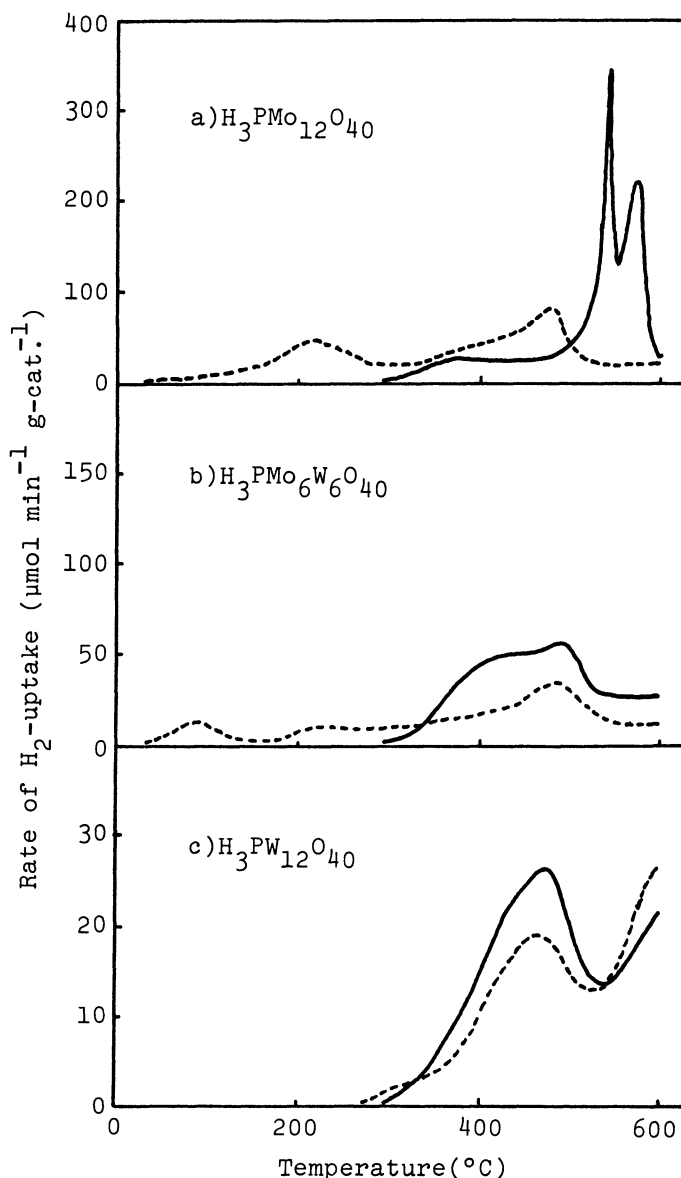 400
300
200
100
0
a)H₃PMo₁₂O₄₀
150
100
50
0
b)H₃PMo₆W₆O₄₀
30
20
10
0
c)H₃PW₁₂O₄₀
0 200 400 600
Temperature(°C)
Rate of H₂-uptake (μmol min⁻¹ g-cat.⁻¹)